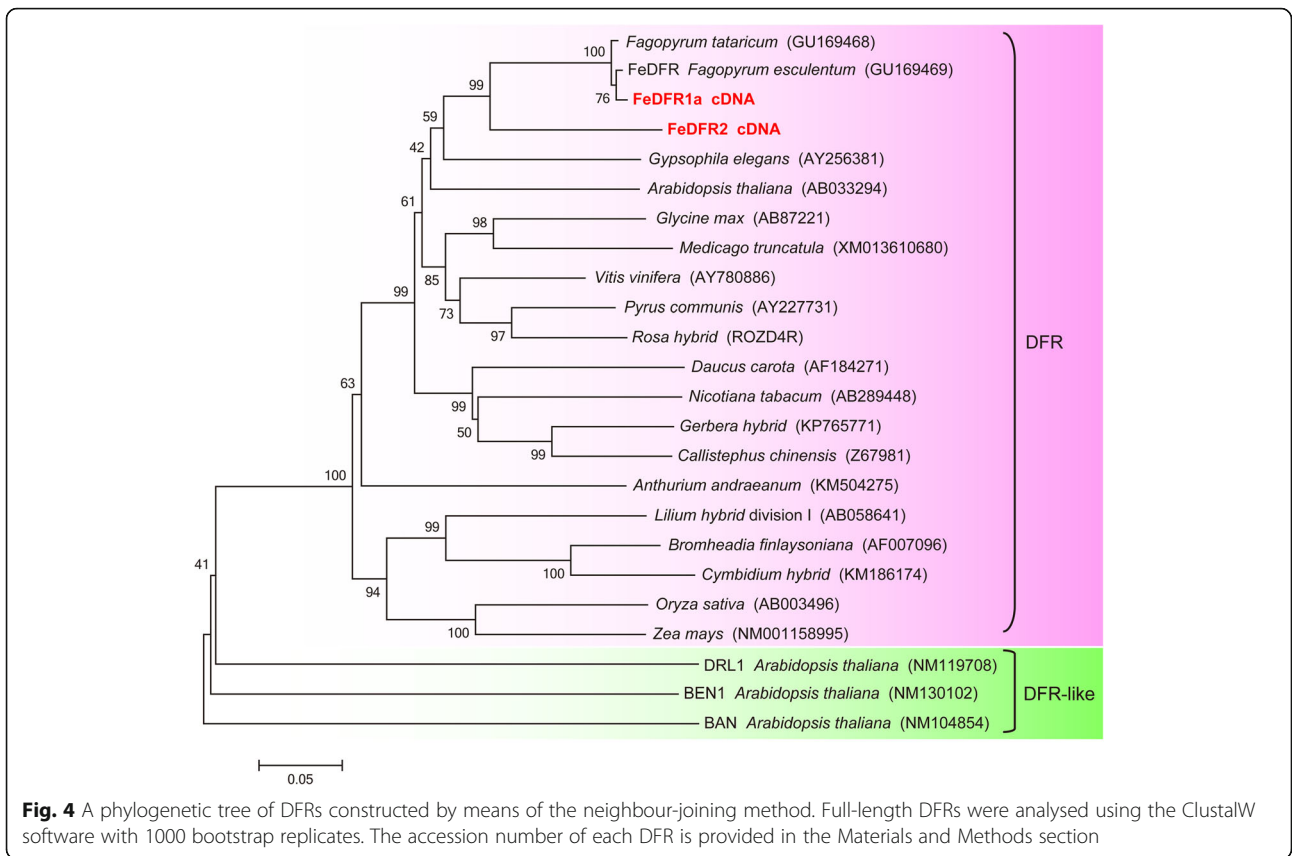 100
Fagopyrum tataricum (GU169468)
FeDFR Fagopyrum esculentum (GU169469)
76
FeDFR1a cDNA
99
FeDFR2 cDNA
59
Gypsophila elegans (AY256381)
42
Arabidopsis thaliana (AB033294)
61
Glycine max (AB87221)
98
Medicago truncatula (XM013610680)
85
Vitis vinifera (AY780886)
99
73
Pyrus communis (AY227731)
97
Rosa hybrid (ROZD4R)
DFR
Daucus carota (AF184271)
63
99
Nicotiana tabacum (AB289448)
50
Gerbera hybrid (KP765771)
99
Callistephus chinensis (Z67981)
100
Anthurium andraeanum (KM504275)
Lilium hybrid division I (AB058641)
99
Bromheadia finlaysoniana (AF007096)
41
100
Cymbidium hybrid (KM186174)
94
Oryza sativa (AB003496)
100
Zea mays (NM001158995)
DRL1 Arabidopsis thaliana (NM119708)
BEN1 Arabidopsis thaliana (NM130102)
DFR-like
BAN Arabidopsis thaliana (NM104854)
0.05
Fig. 4 A phylogenetic tree of DFRs constructed by means of the neighbour-joining method. Full-length DFRs were analysed using the ClustalW
software with 1000 bootstrap replicates. The accession number of each DFR is provided in the Materials and Methods section